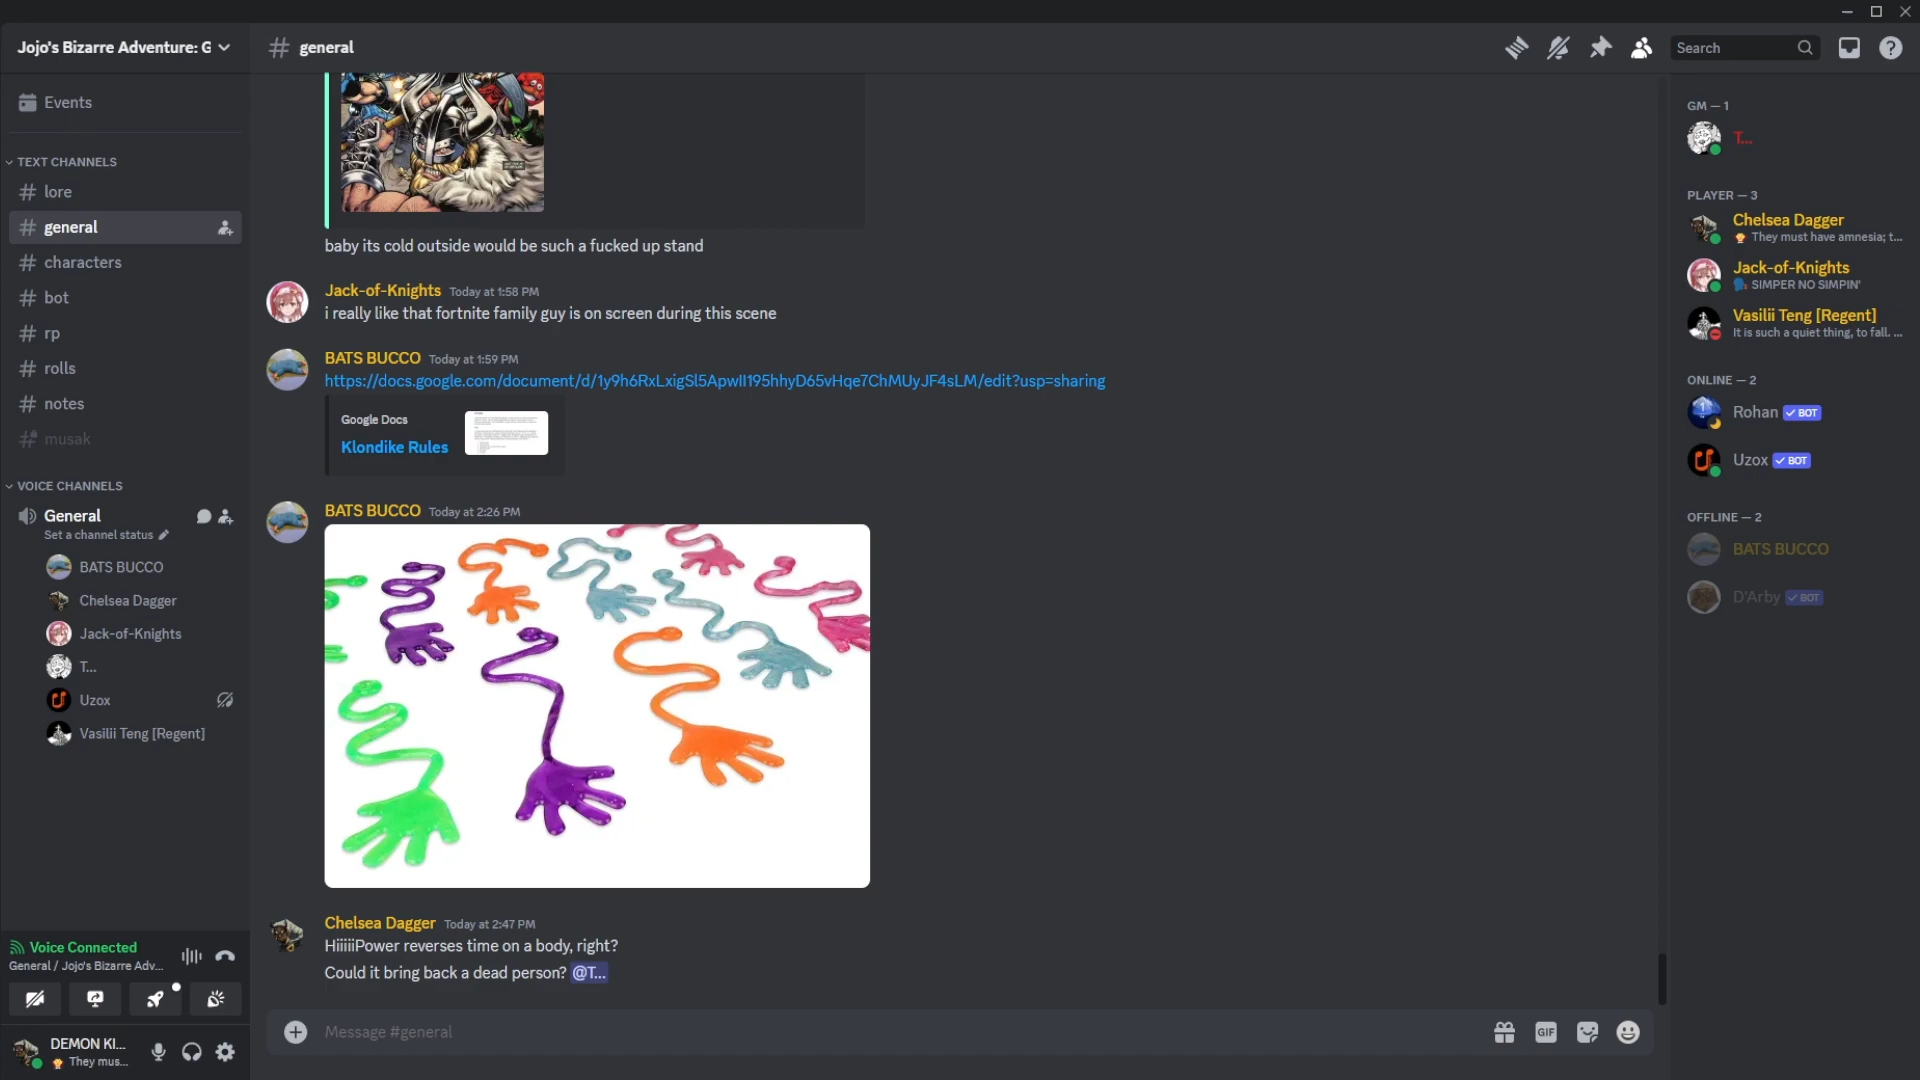 Jojo's Bizarre Adventure: G
Events
TEXT CHANNELS
lore
general
characters
bot
rp
rolls
notes
musak
VOICE CHANNELS
General
Set a channel status
BATS BUCCO
Chelsea Dagger
Jack-of-Knights
T...
Uzox
Vasilii Teng [Regent]
Voice Connected
General / Jojo's Bizarre Adv...
DEMON KI...
They mus...
general
baby its cold outside would be such a fucked up stand
Jack-of-Knights Today at 1:58 PM
i really like that fortnite family guy is on screen during this scene
BATS BUCCO Today at 1:59 PM
https://docs.google.com/document/d/1y9h6RxLxigSl5ApwII195hhyD65vHqe7ChMUyJF4sLM/edit?usp=sharing
Google Docs
Klondike Rules
BATS BUCCO Today at 2:26 PM
Chelsea Dagger Today at 2:47 PM
HiiiiiPower reverses time on a body, right?
Could it bring back a dead person? @T...
Message #general
GIF
Search
GM — 1
T...
PLAYER — 3
Chelsea Dagger
They must have amnesia; t...
Jack-of-Knights
SIMPER NO SIMPIN'
Vasilii Teng [Regent]
It is such a quiet thing, to fall. ...
ONLINE — 2
Rohan BOT
Uzox BOT
OFFLINE — 2
BATS BUCCO
D'Arby BOT